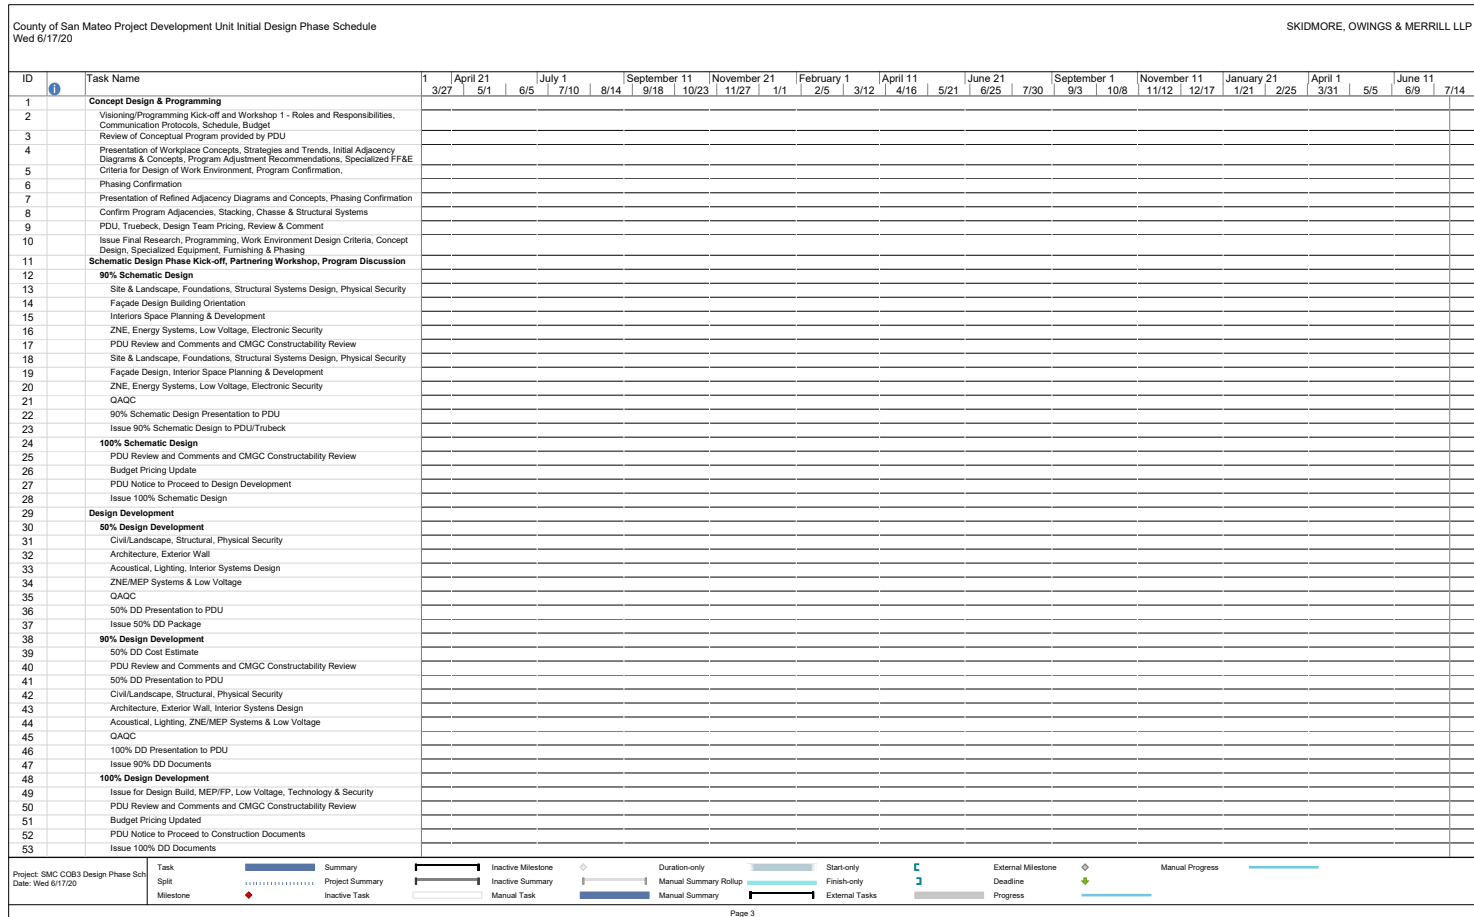 County of San Mateo Project Development Unit Initial Design Phase Schedule
Wed 6/17/20
SKIDMORE, OWINGS & MERRILL LLP
ID Task Name 1 April 21 July 1 September 11 November 21 February 1 April 11 June 21 September 1 November 11 January 21 April 1 June 11
3/27 5/1 6/5 7/10 8/14 9/18 10/23 11/27 1/1 2/5 3/12 4/16 5/21 6/25 7/30 9/3 10/8 11/12 12/17 1/21 2/25 3/31 5/5 6/9 7/14
1 Concept Design & Programming
2 Visioning/Programming Kick-off and Workshop 1 - Roles and Responsibilities,
Communication Protocols, Schedule, Budget
3 Review of Conceptual Program provided by PDU
4 Presentation of Workplace Concepts, Strategies and Trends, Initial Adjacency
Diagrams & Concepts, Program Adjustment Recommendations, Specialized FF&E
5 Criteria for Design of Work Environment, Program Confirmation,
6 Phasing Confirmation
7 Presentation of Refined Adjacency Diagrams and Concepts, Phasing Confirmation
8 Confirm Program Adjacencies, Stacking, Chasse & Structural Systems
9 PDU, Truebeck, Design Team Pricing, Review & Comment
10 Issue Final Research, Programming, Work Environment Design Criteria, Concept
Design, Specialized Equipment, Furnishing & Phasing
11 Schematic Design Phase Kick-off, Partnering Workshop, Program Discussion
12 90% Schematic Design
13 Site & Landscape, Foundations, Structural Systems Design, Physical Security
14 Façade Design Building Orientation
15 Interiors Space Planning & Development
16 ZNE, Energy Systems, Low Voltage, Electronic Security
17 PDU Review and Comments and CMGC Constructability Review
18 Site & Landscape, Foundations, Structural Systems Design, Physical Security
19 Façade Design, Interior Space Planning & Development
20 ZNE, Energy Systems, Low Voltage, Electronic Security
21 QAQC
22 90% Schematic Design Presentation to PDU
23 Issue 90% Schematic Design to PDU/Trubeck
24 100% Schematic Design
25 PDU Review and Comments and CMGC Constructability Review
26 Budget Pricing Update
27 PDU Notice to Proceed to Design Development
28 Issue 100% Schematic Design
29 Design Development
30 50% Design Development
31 Civil/Landscape, Structural, Physical Security
32 Architecture, Exterior Wall
33 Acoustical, Lighting, Interior Systems Design
34 ZNE/MEP Systems & Low Voltage
35 QAQC
36 50% DD Presentation to PDU
37 Issue 50% DD Package
38 90% Design Development
39 50% DD Cost Estimate
40 PDU Review and Comments and CMGC Constructability Review
41 50% DD Presentation to PDU
42 Civil/Landscape, Structural, Physical Security
43 Architecture, Exterior Wall, Interior Systens Design
44 Acoustical, Lighting, ZNE/MEP Systems & Low Voltage
45 QAQC
46 100% DD Presentation to PDU
47 Issue 90% DD Documents
48 100% Design Development
49 Issue for Design Build, MEP/FP, Low Voltage, Technology & Security
50 PDU Review and Comments and CMGC Constructability Review
51 Budget Pricing Updated
52 PDU Notice to Proceed to Construction Documents
53 Issue 100% DD Documents
Project: SMC COB3 Design Phase Sch
Date: Wed 6/17/20
Task Summary Inactive Milestone Duration-only Start-only External Milestone Manual Progress
Split Project Summary Inactive Summary Manual Summary Rollup Finish-only Deadline
Milestone Inactive Task Manual Task Manual Summary External Tasks Progress
Page 3